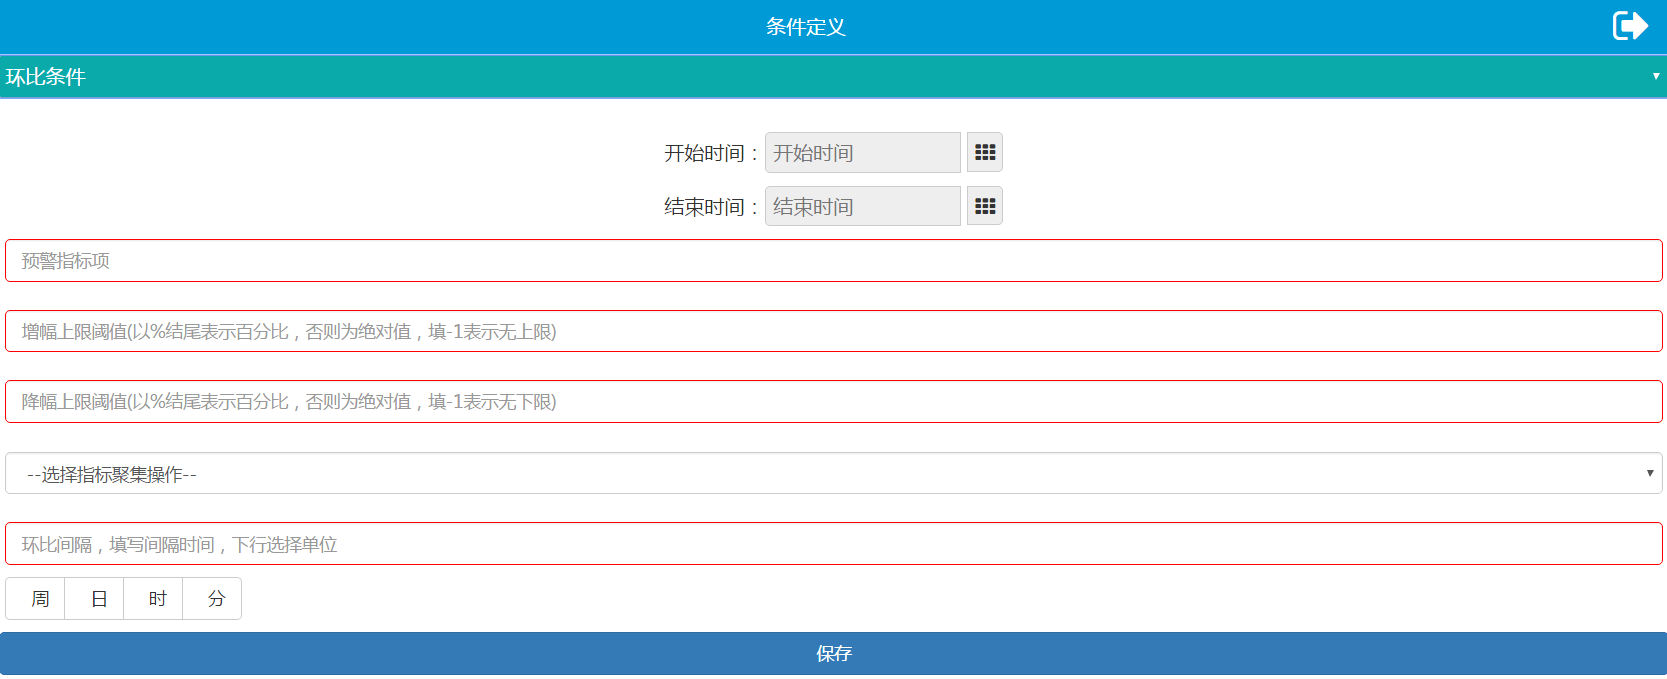 条件定义
环比条件
开始时间：开始时间
结束时间：结束时间
预警指标项
增幅上限阈值(以%结尾表示百分比，否则为绝对值，填-1表示无上限)
降幅上限阈值(以%结尾表示百分比，否则为绝对值，填-1表示无下限)
--选择指标聚集操作--
环比间隔，填写间隔时间，下行选择单位
周 日 时 分
保存